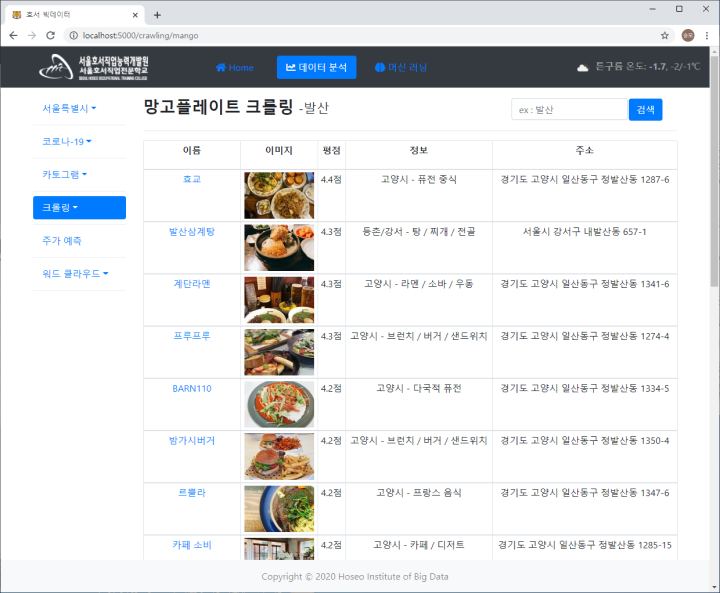 호서 빅데이터
localhost:5000/crawling/mango
서울호서직업능력개발원
서울호서직업전문학교
SEOUL HOSEO OCCUPATIONAL TRAINING COLLEGE
Home
데이터 분석
머신 러닝
튼구름 온도: -1.7, -2/-1℃
서울특별시
코로나-19
카토그램
크롤링
주가 예측
워드 클라우드
망고플레이트 크롤링 -발산
ex : 발산
검색
이름 이미지 평점 정보 주소
효교 4.4점 고양시 - 퓨전 중식 경기도 고양시 일산동구 정발산동 1287-6
발산삼계탕 4.3점 등촌/강서 - 탕 / 찌개 / 전골 서울시 강서구 내발산동 657-1
계단라멘 4.3점 고양시 - 라멘 / 소바 / 우동 경기도 고양시 일산동구 정발산동 1341-6
프루프루 4.3점 고양시 - 브런치 / 버거 / 샌드위치 경기도 고양시 일산동구 정발산동 1274-4
BARN110 4.2점 고양시 - 다국적 퓨전 경기도 고양시 일산동구 정발산동 1334-5
밤가시버거 4.2점 고양시 - 브런치 / 버거 / 샌드위치 경기도 고양시 일산동구 정발산동 1350-4
르뿔라 4.2점 고양시 - 프랑스 음식 경기도 고양시 일산동구 정발산동 1347-6
카페 소비 4.2점 고양시 - 카페 / 디저트 경기도 고양시 일산동구 정발산동 1285-15
Copyright © 2020 Hoseo Institute of Big Data